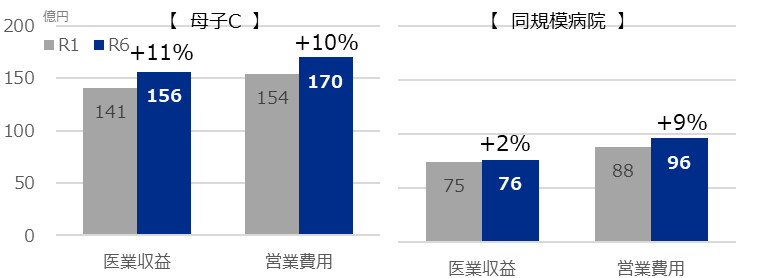 【 母子C 】
億円
200
150
100
50
0
R1 R6
+11%
141
156
医業収益
+10%
154
170
営業費用
【 同規模病院 】
+2%
75
76
医業収益
+9%
88
96
営業費用